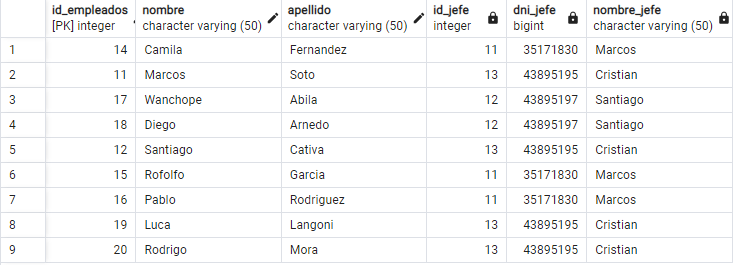 id_empleados nombre apellido id_jefe dni_jefe nombre_jefe
[PK] integer character varying (50) character varying (50) integer bigint character varying (50)
1 14 Camila Fernandez 11 35171830 Marcos
2 11 Marcos Soto 13 43895195 Cristian
3 17 Wanchope Abila 12 43895197 Santiago
4 18 Diego Arnedo 12 43895197 Santiago
5 12 Santiago Cativa 13 43895195 Cristian
6 15 Rofolfo Garcia 11 35171830 Marcos
7 16 Pablo Rodriguez 11 35171830 Marcos
8 19 Luca Langoni 13 43895195 Cristian
9 20 Rodrigo Mora 13 43895195 Cristian